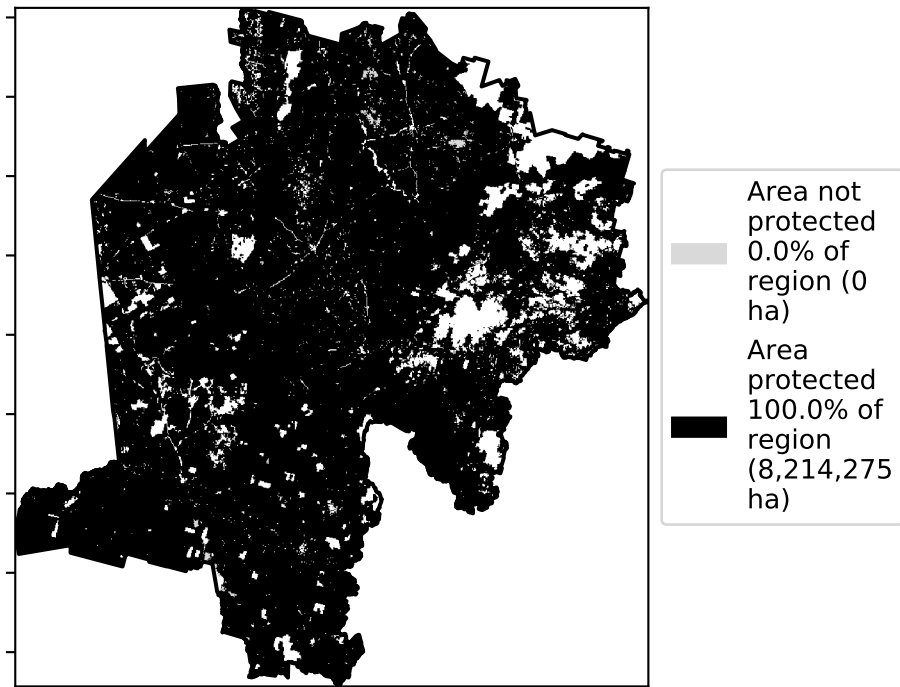 Area not
protected
0.0% of
region (0
ha)
Area
protected
100.0% of
region
(8,214,275
ha)